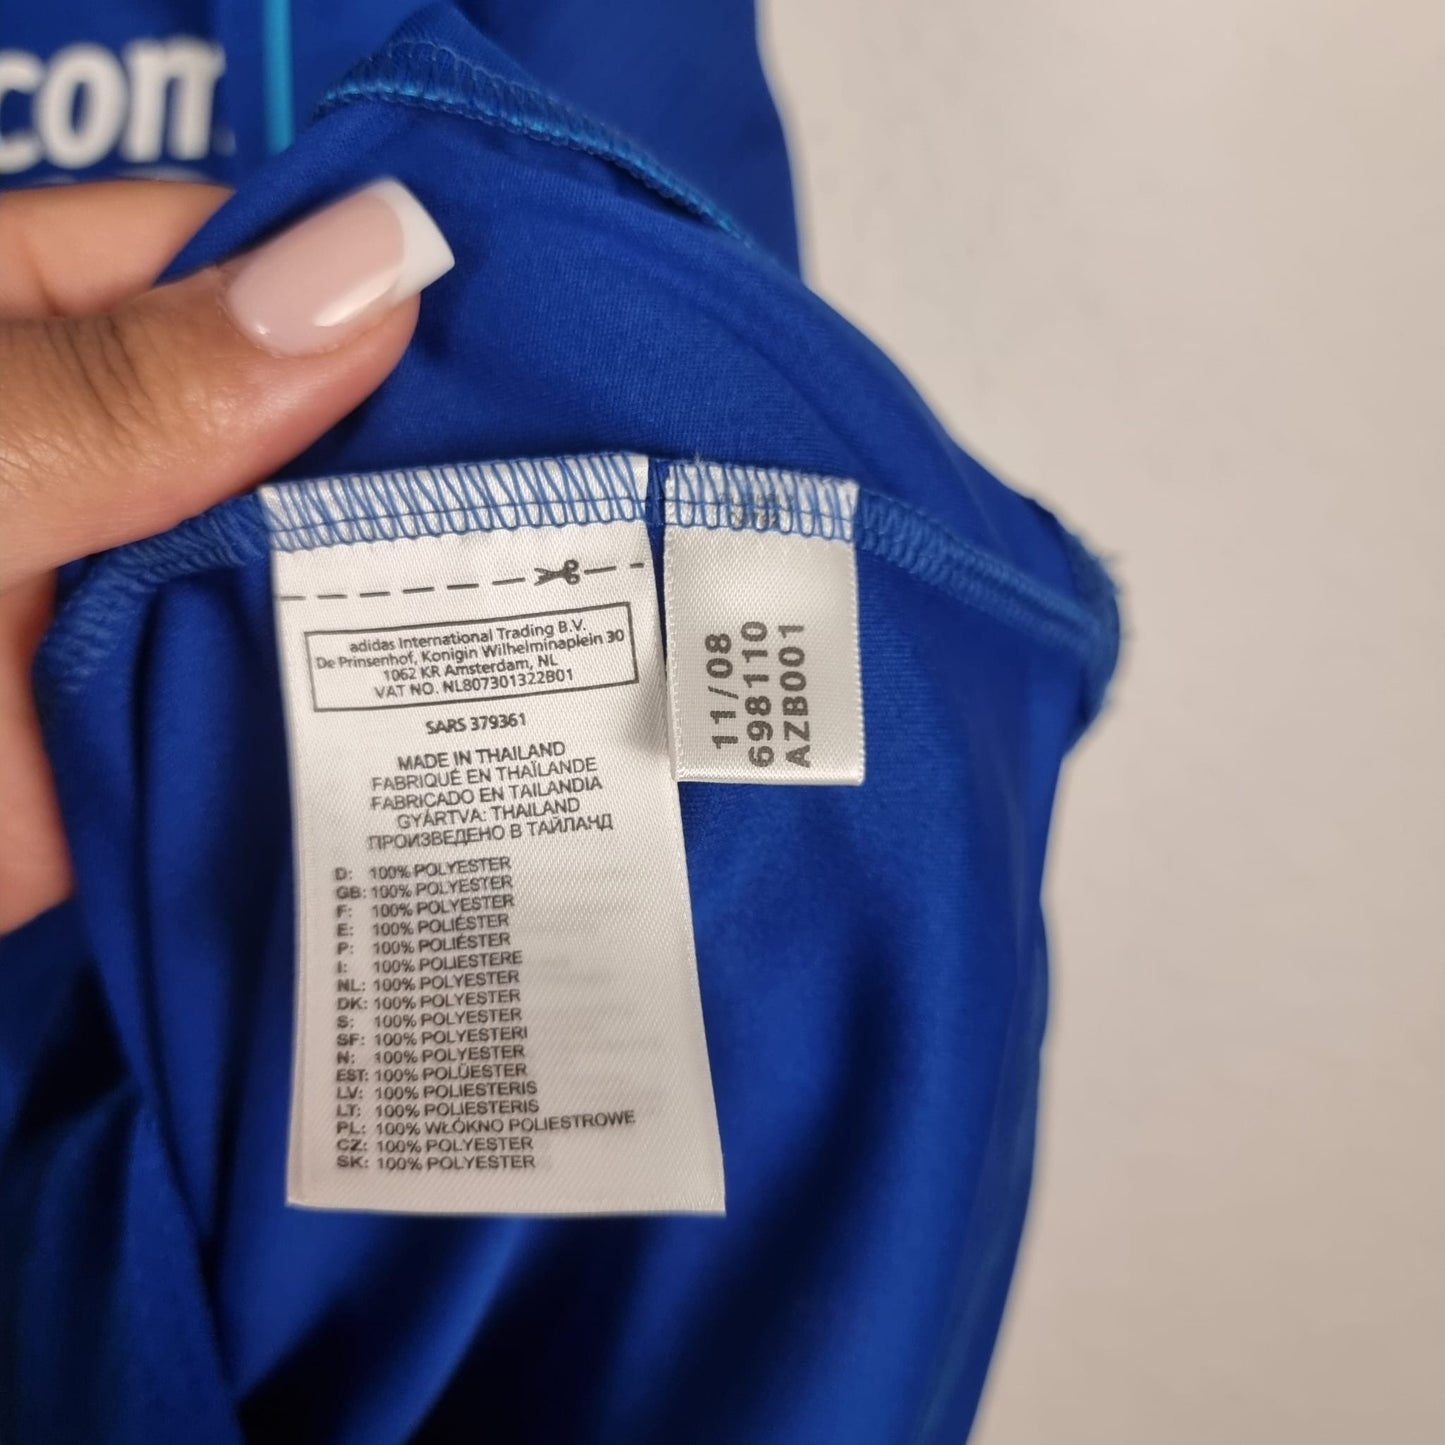 com
adidas International Trading B.V.
De Prinsenhof, Konigin Wilhelminaplein 30
1062 KR Amsterdam, NL
VAT NO. NL807301322B01
SARS 379361
MADE IN THAILAND
FABRIQUÉ EN THAÏLANDE
FABRICADO EN TAILANDIA
GYÁRTVA: THAILAND
ПРОИЗВЕДЕНО В ТАЙЛАНД
D: 100% POLYESTER
GB: 100% POLYESTER
F: 100% POLYESTER
E: 100% POLIÉSTER
P: 100% POLIÉSTER
I: 100% POLIESTERE
NL: 100% POLYESTER
DK: 100% POLYESTER
S: 100% POLYESTER
SF: 100% POLYESTERI
N: 100% POLYESTER
EST: 100% POLÜESTER
LV: 100% POLIESTERIS
LT: 100% POLIESTERIS
PL: 100% WŁÓKNO POLIESTROWE
CZ: 100% POLYESTER
SK: 100% POLYESTER
11/08
698110
AZB001